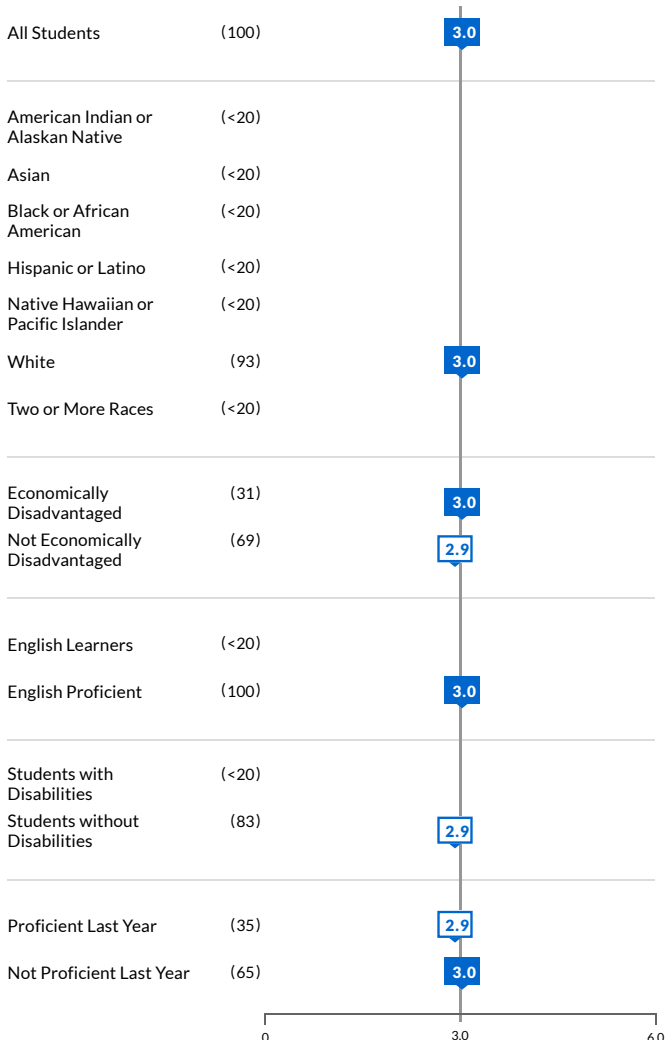 All Students (100) 3.0
American Indian or (<20)
Alaskan Native
Asian (<20)
Black or African (<20)
American
Hispanic or Latino (<20)
Native Hawaiian or (<20)
Pacific Islander
White (93) 3.0
Two or More Races (<20)
Economically (31) 3.0
Disadvantaged
Not Economically (69) 2.9
Disadvantaged
English Learners (<20)
English Proficient (100) 3.0
Students with (<20)
Disabilities
Students without (83) 2.9
Disabilities
Proficient Last Year (35) 2.9
Not Proficient Last Year (65) 3.0
0 3.0 6.0